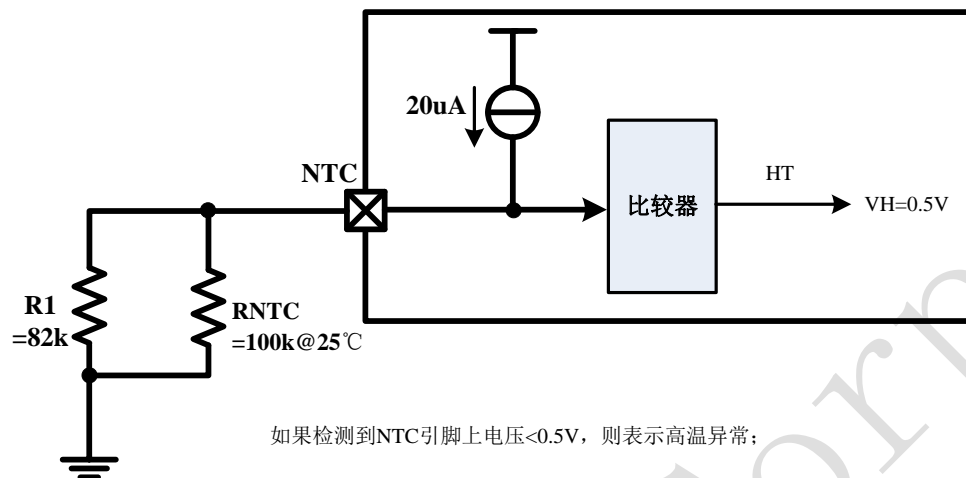 20uA
NTC
HT
比较器
VH=0.5V
R1
=82k
RNTC
=100k@25℃
如果检测到NTC引脚上电压<0.5V，则表示高温异常；